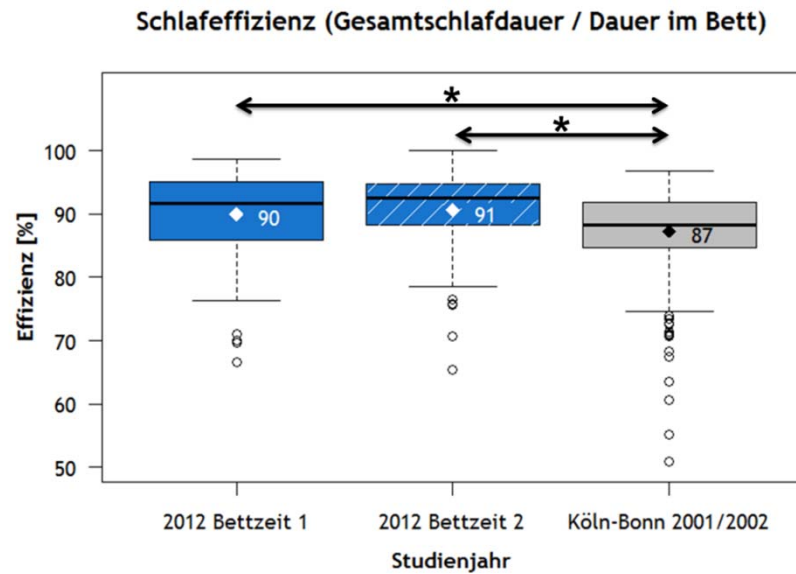 Schlafeffizienz (Gesamtschlafdauer / Dauer im Bett)
*
*
100
90
80
70
60
50
Effizienz [%]
90
91
87
2012 Bettzeit 1
2012 Bettzeit 2
Köln-Bonn 2001/2002
Studienjahr